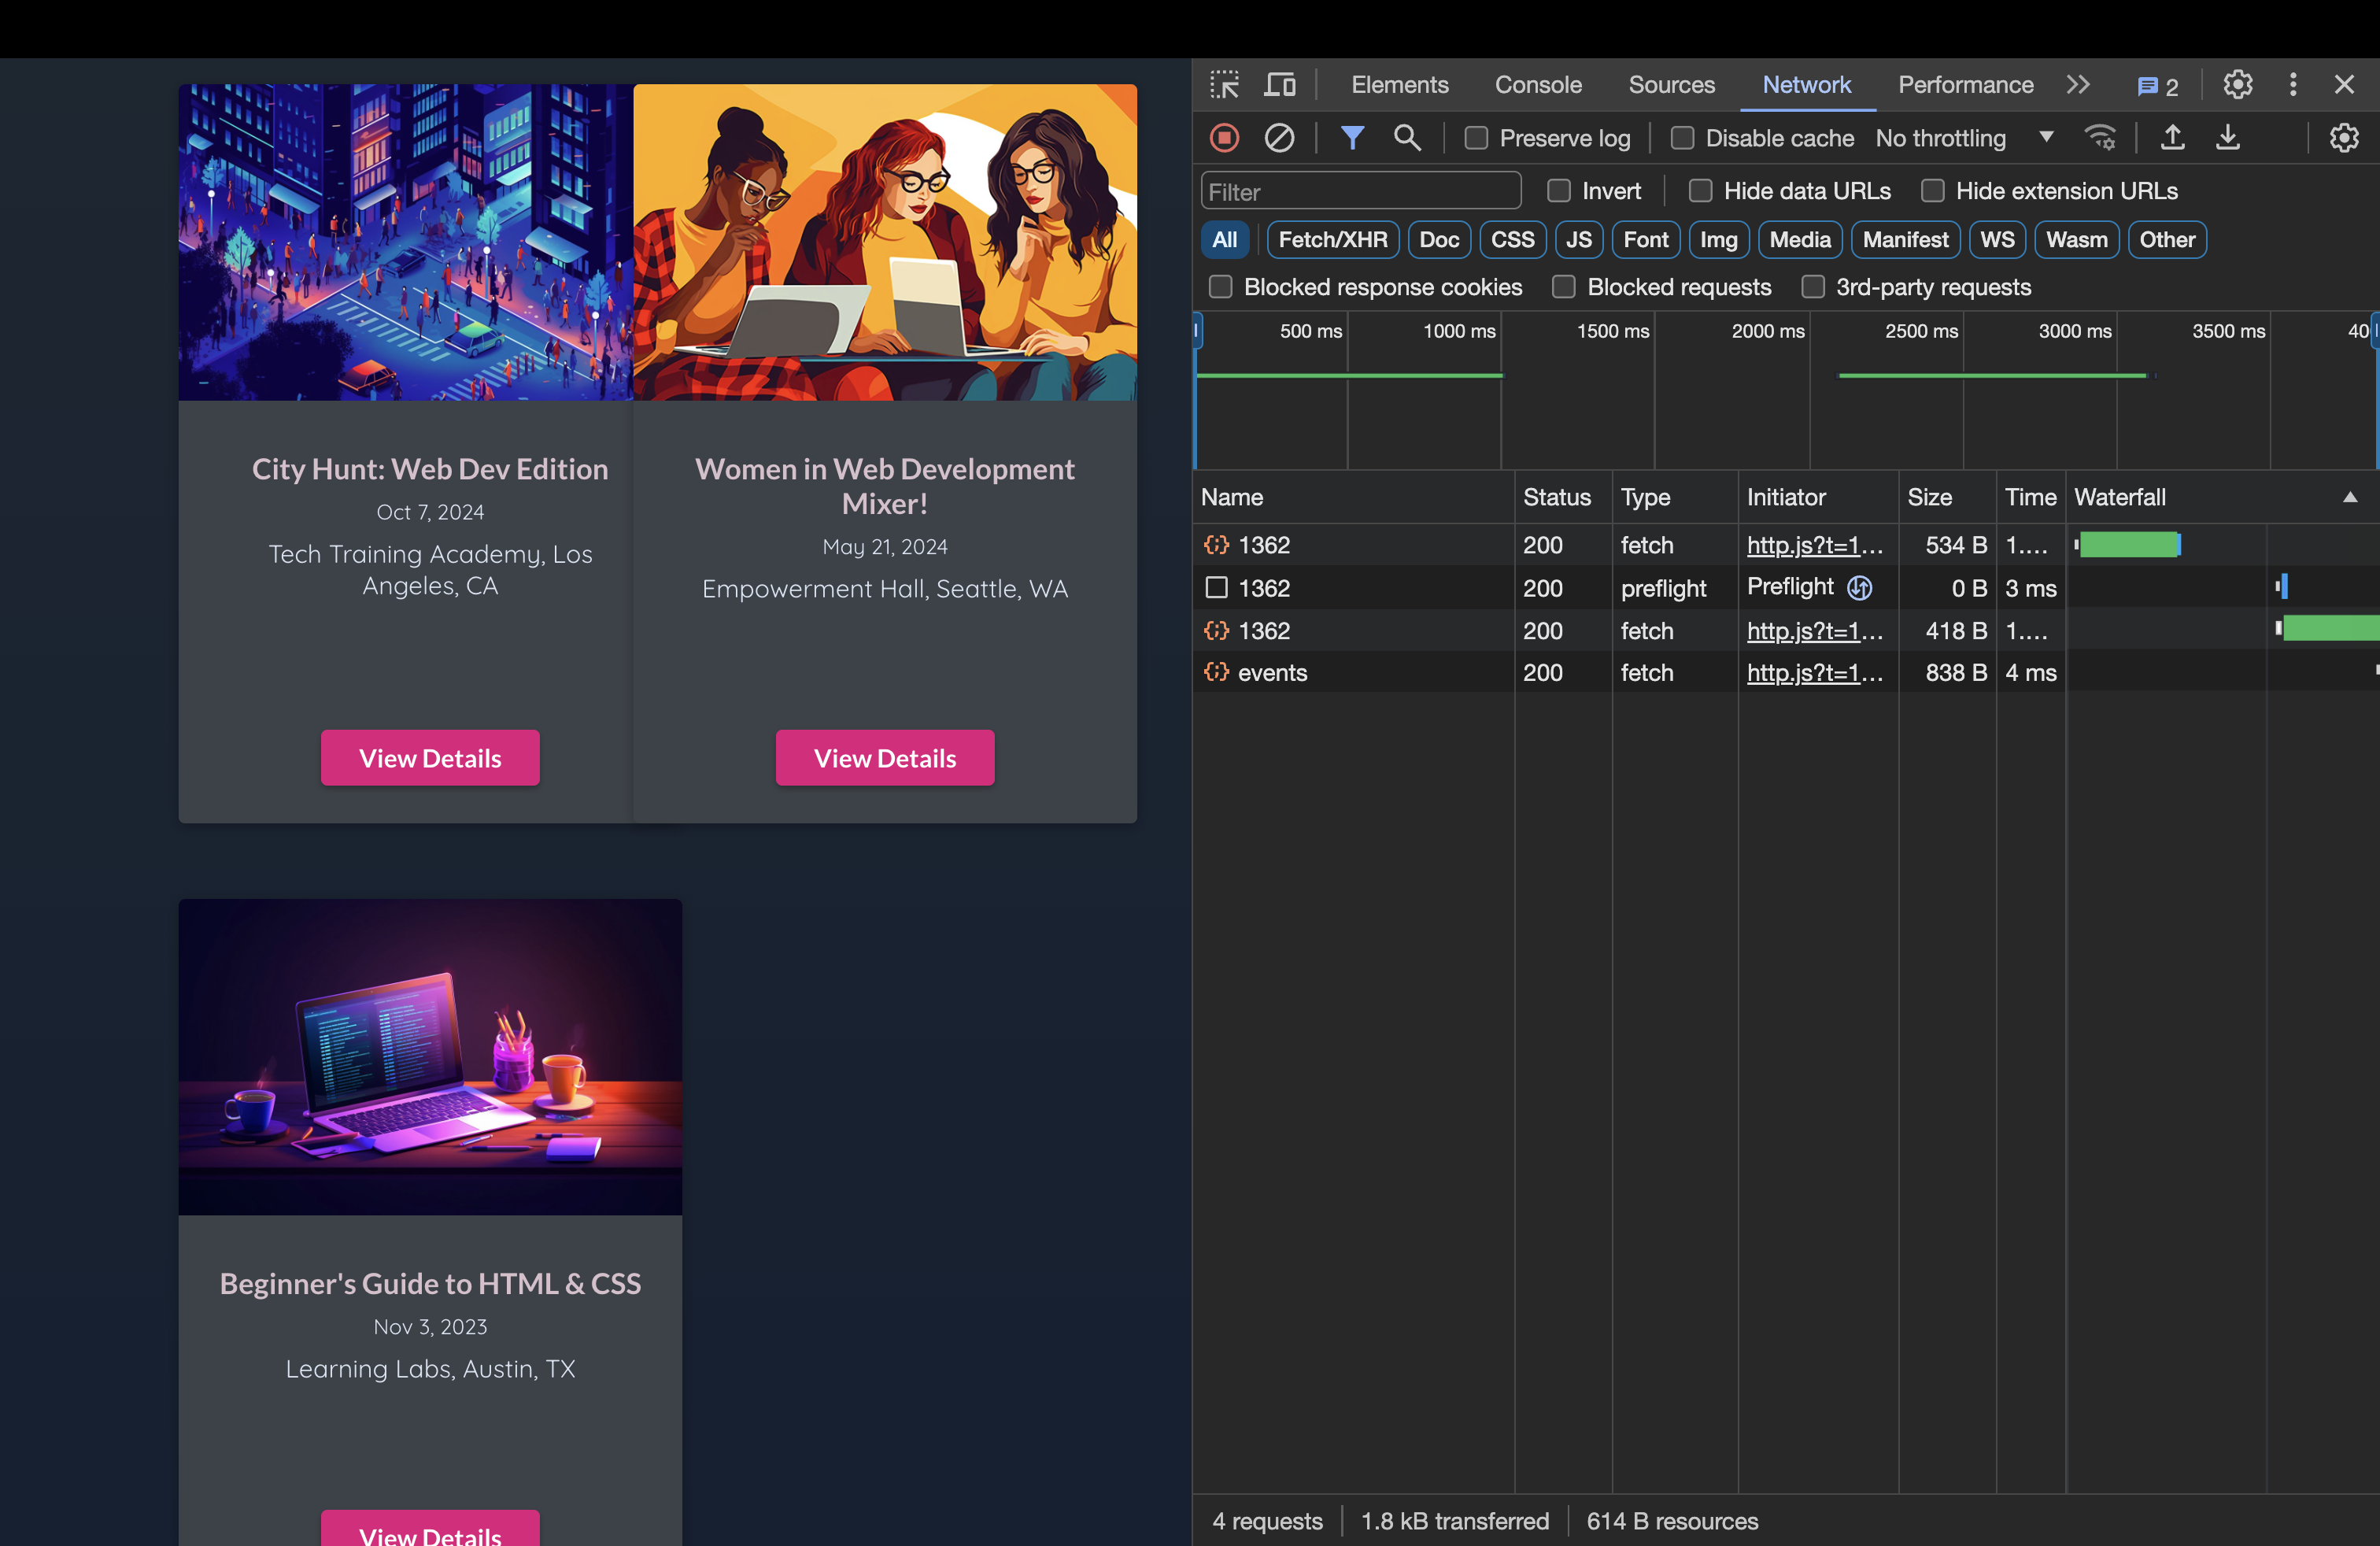 City Hunt: Web Dev Edition
Oct 7, 2024
Tech Training Academy, Los
Angeles, CA
View Details
Women in Web Development
Mixer!
May 21, 2024
Empowerment Hall, Seattle, WA
View Details
Beginner's Guide to HTML & CSS
Nov 3, 2023
Learning Labs, Austin, TX
View Details
Elements Console Sources Network Performance 2
Preserve log Disable cache No throttling
Filter Invert Hide data URLs Hide extension URLs
All Fetch/XHR Doc CSS JS Font Img Media Manifest WS Wasm Other
Blocked response cookies Blocked requests 3rd-party requests
500 ms 1000 ms 1500 ms 2000 ms 2500 ms 3000 ms 3500 ms
Name Status Type Initiator Size Time Waterfall
1362 200 fetch http.js?t=1... 534 B 1....
1362 200 preflight Preflight 0 B 3 ms
1362 200 fetch http.js?t=1... 418 B 1....
events 200 fetch http.js?t=1... 838 B 4 ms
4 requests 1.8 kB transferred 614 B resources